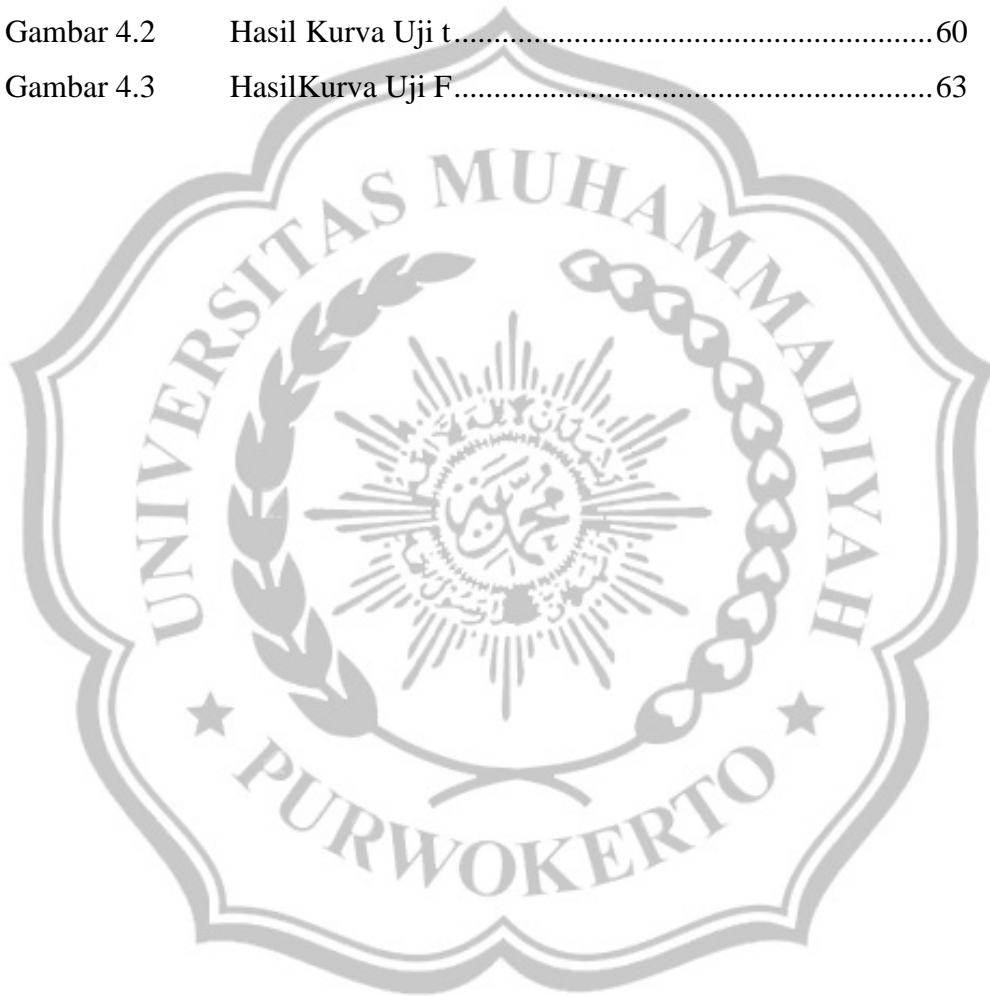 Gambar 4.2 Hasil Kurva Uji t............................................................60
Gambar 4.3 HasilKurva Uji F............................................................63
UNIVERSITAS MUHAMMADIYAH
PURWOKERTO